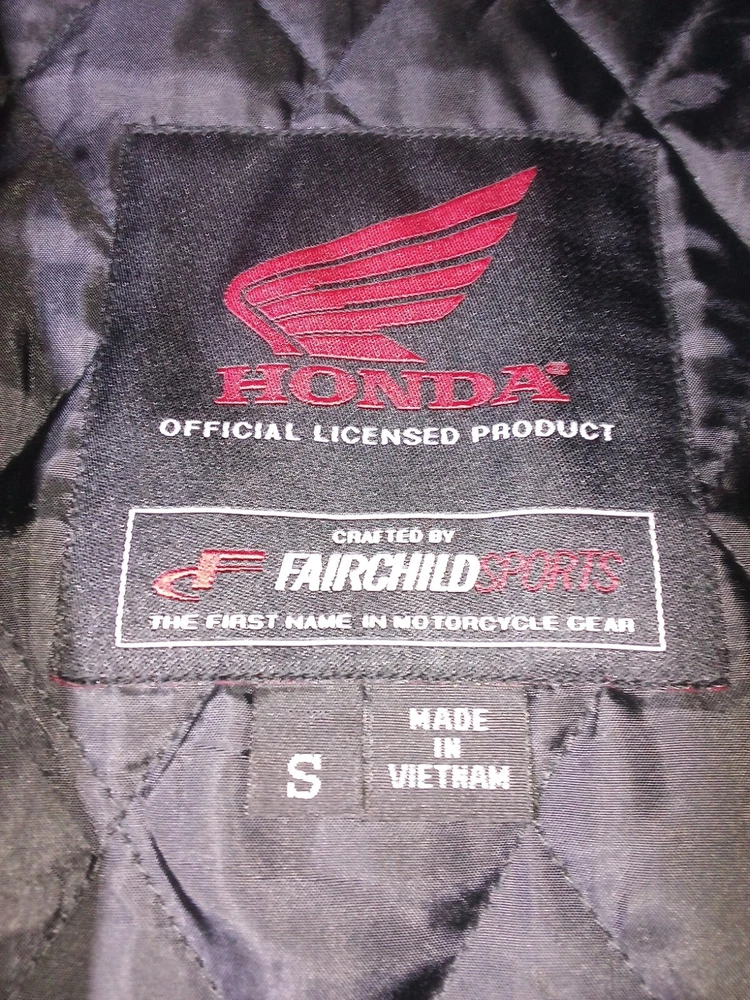 HONDA®
OFFICIAL LICENSED PRODUCT
CRAFTED BY
FAIRCHILDSPORTS
THE FIRST NAME IN MOTORCYCLE GEAR
S
MADE
IN
VIETNAM